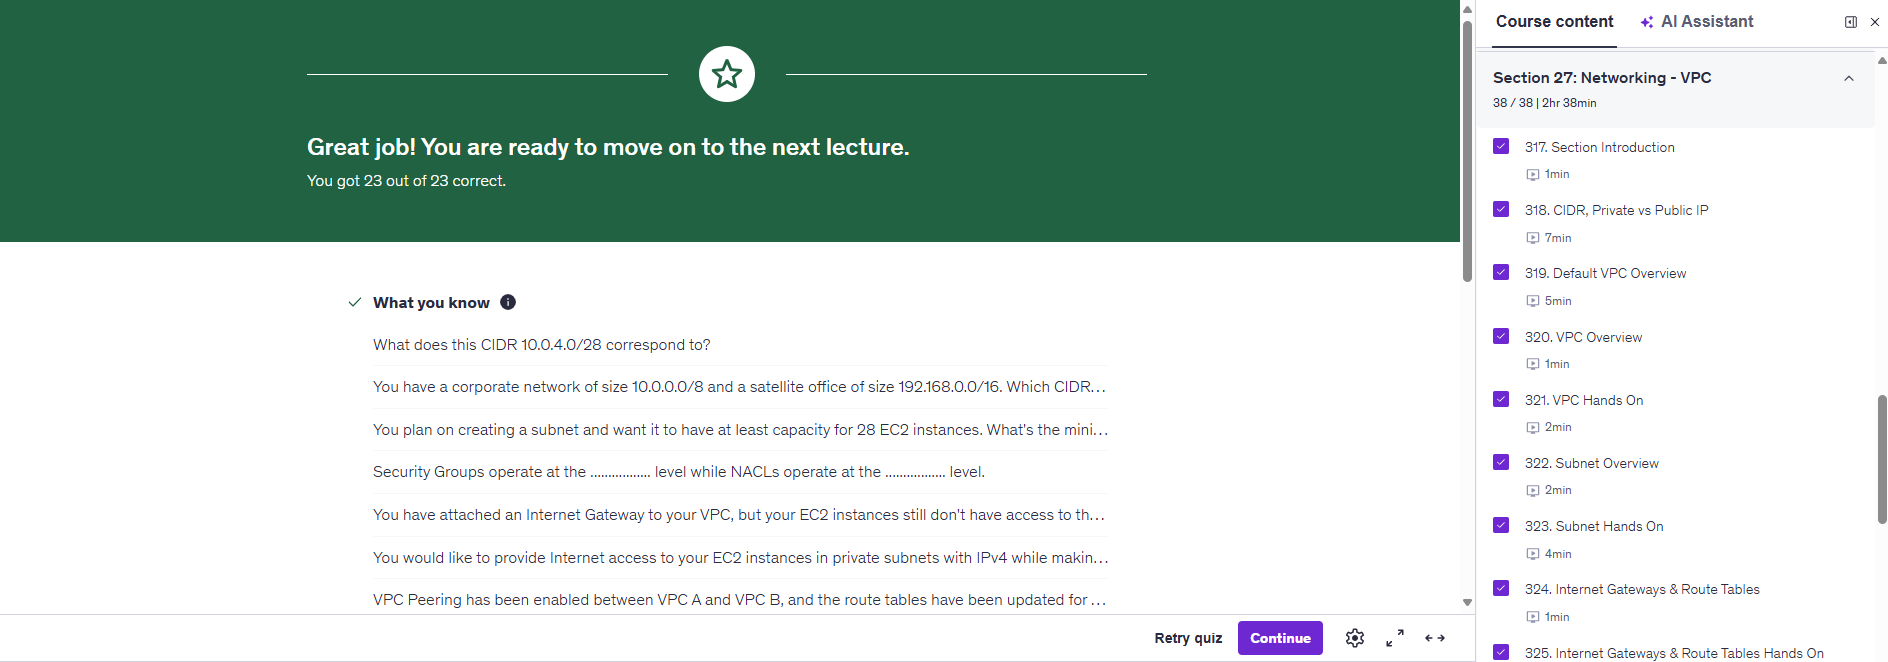 Great job! You are ready to move on to the next lecture.
You got 23 out of 23 correct.
What you know
What does this CIDR 10.0.4.0/28 correspond to?
You have a corporate network of size 10.0.0.0/8 and a satellite office of size 192.168.0.0/16. Which CIDR...
You plan on creating a subnet and want it to have at least capacity for 28 EC2 instances. What's the mini...
Security Groups operate at the ................. level while NACLs operate at the ................. level.
You have attached an Internet Gateway to your VPC, but your EC2 instances still don't have access to th...
You would like to provide Internet access to your EC2 instances in private subnets with IPv4 while makin...
VPC Peering has been enabled between VPC A and VPC B, and the route tables have been updated for ...
Retry quiz
Continue
Course content
AI Assistant
Section 27: Networking - VPC
38 / 38 | 2hr 38min
317. Section Introduction
1min
318. CIDR, Private vs Public IP
7min
319. Default VPC Overview
5min
320. VPC Overview
1min
321. VPC Hands On
2min
322. Subnet Overview
2min
323. Subnet Hands On
4min
324. Internet Gateways & Route Tables
1min
325. Internet Gateways & Route Tables Hands On